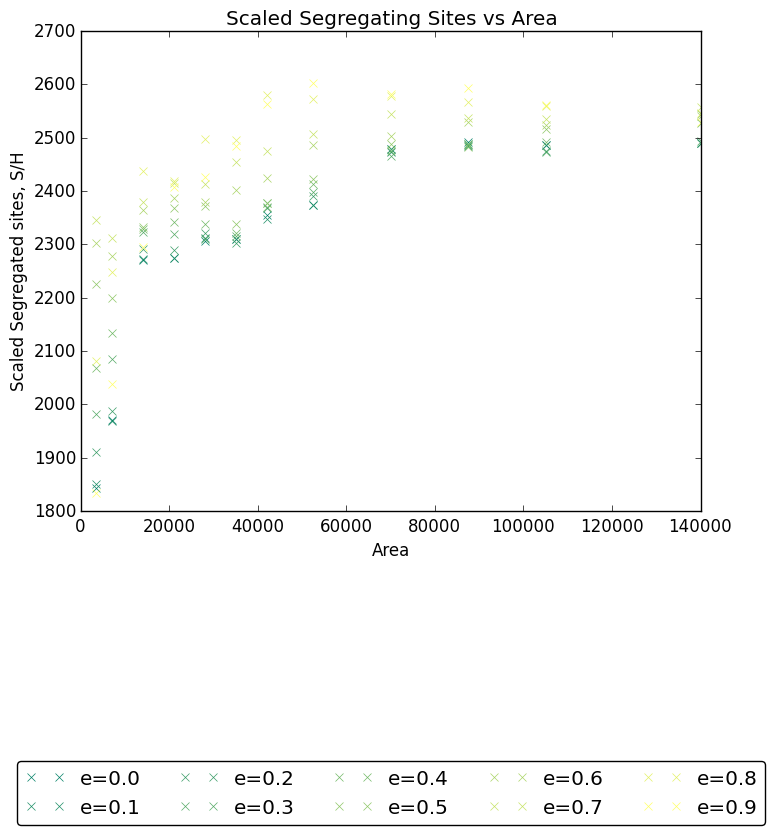 Scaled Segregating Sites vs Area
2700
2600
2500
2400
2300
2200
2100
2000
1900
1800
Scaled Segregated sites, S/H
0 20000 40000 60000 80000 100000 120000 140000
Area
e=0.0 e=0.2 e=0.4 e=0.6 e=0.8
e=0.1 e=0.3 e=0.5 e=0.7 e=0.9